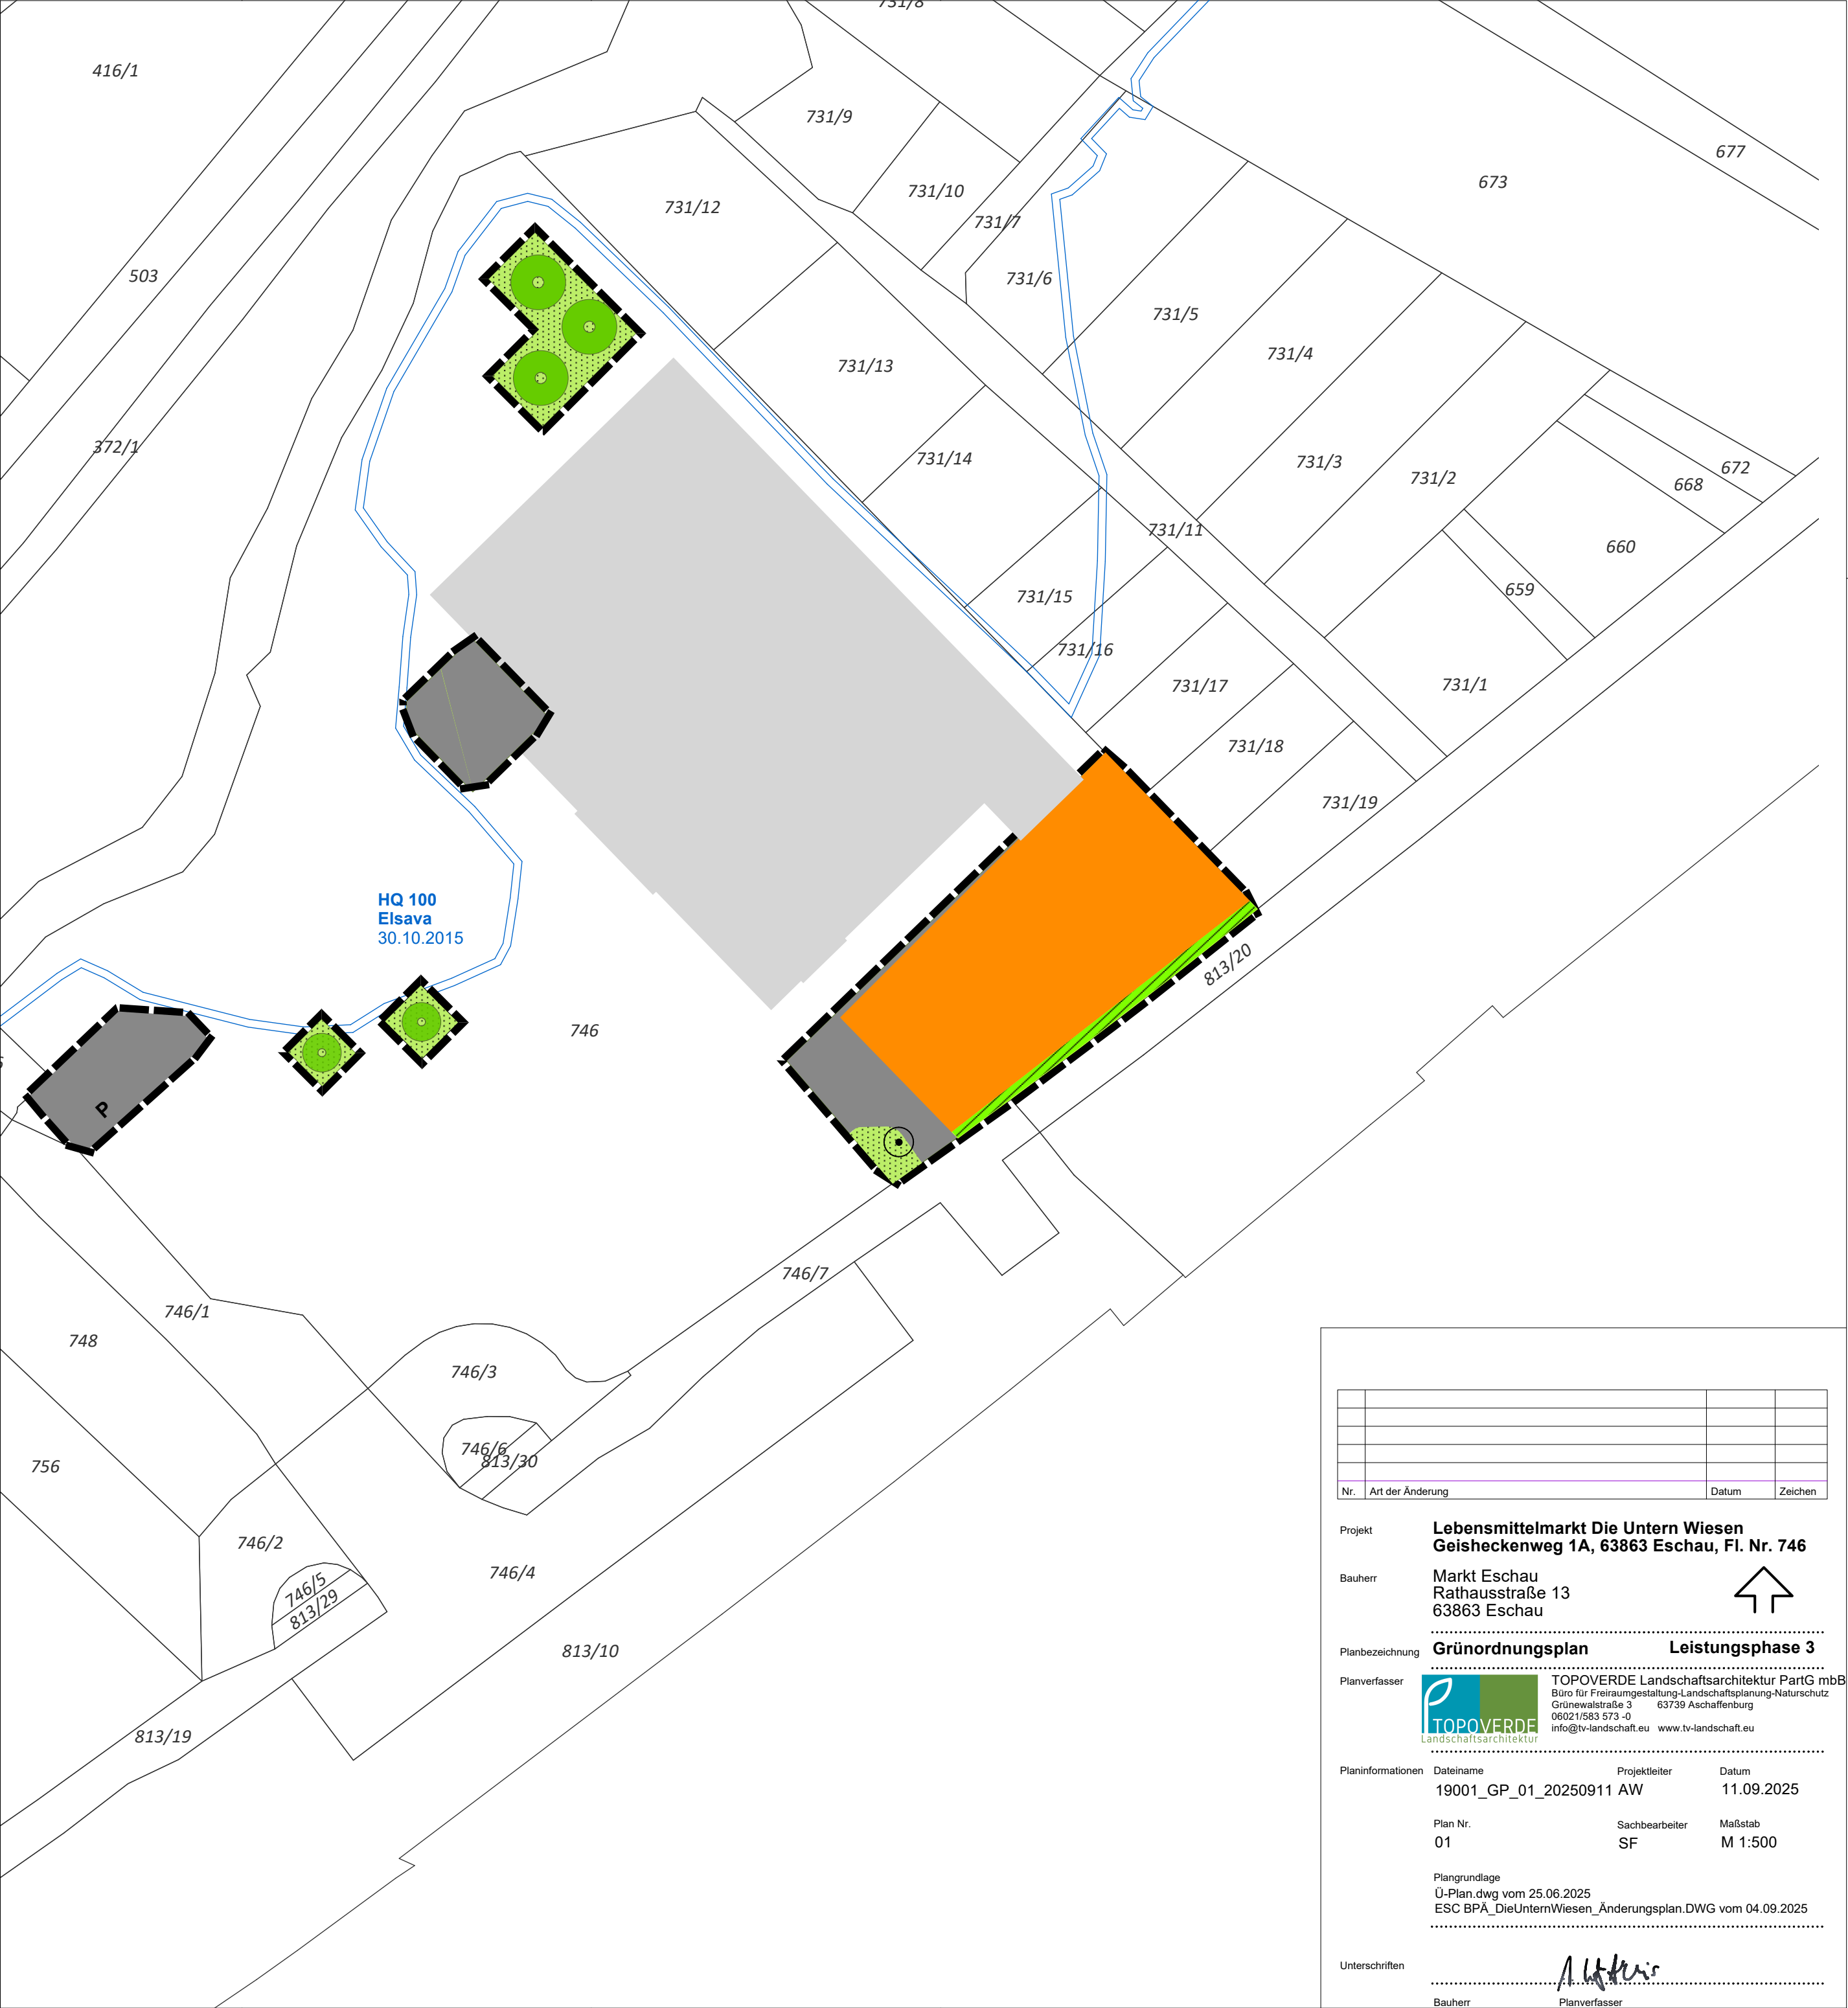 731/8
416/1
731/9
677
673
731/10
731/12
731/7
503
731/6
731/5
731/4
731/13
372/1
731/14
731/3
731/2
672
668
731/11
660
731/15
659
731/16
731/17
731/1
731/18
731/19
HQ 100
Elsava
30.10.2015
813/20
746
P
746/7
746/1
748
746/3
746/6
813/30
756
746/2
746/5
813/29
746/4
813/10
813/19
Nr. Art der Änderung Datum Zeichen
Projekt Lebensmittelmarkt Die Untern Wiesen
Geisheckenweg 1A, 63863 Eschau, Fl. Nr. 746
Bauherr Markt Eschau
Rathausstraße 13
63863 Eschau
Planbezeichnung Grünordnungsplan Leistungsphase 3
Planverfasser TOPOVERDE Landschaftsarchitektur PartG mbB
Büro für Freiraumgestaltung-Landschaftsplanung-Naturschutz
Grünewalstraße 3 63739 Aschaffenburg
06021/583 573 -0
info@tv-landschaft.eu www.tv-landschaft.eu
TOPOVERDE
Landschaftsarchitektur
Planinformationen Dateiname Projektleiter Datum
19001_GP_01_20250911 AW 11.09.2025
Plan Nr. Sachbearbeiter Maßstab
01 SF M 1:500
Plangrundlage
Ü-Plan.dwg vom 25.06.2025
ESC BPÄ_DieUnternWiesen_Änderungsplan.DWG vom 04.09.2025
Unterschriften
Bauherr Planverfasser